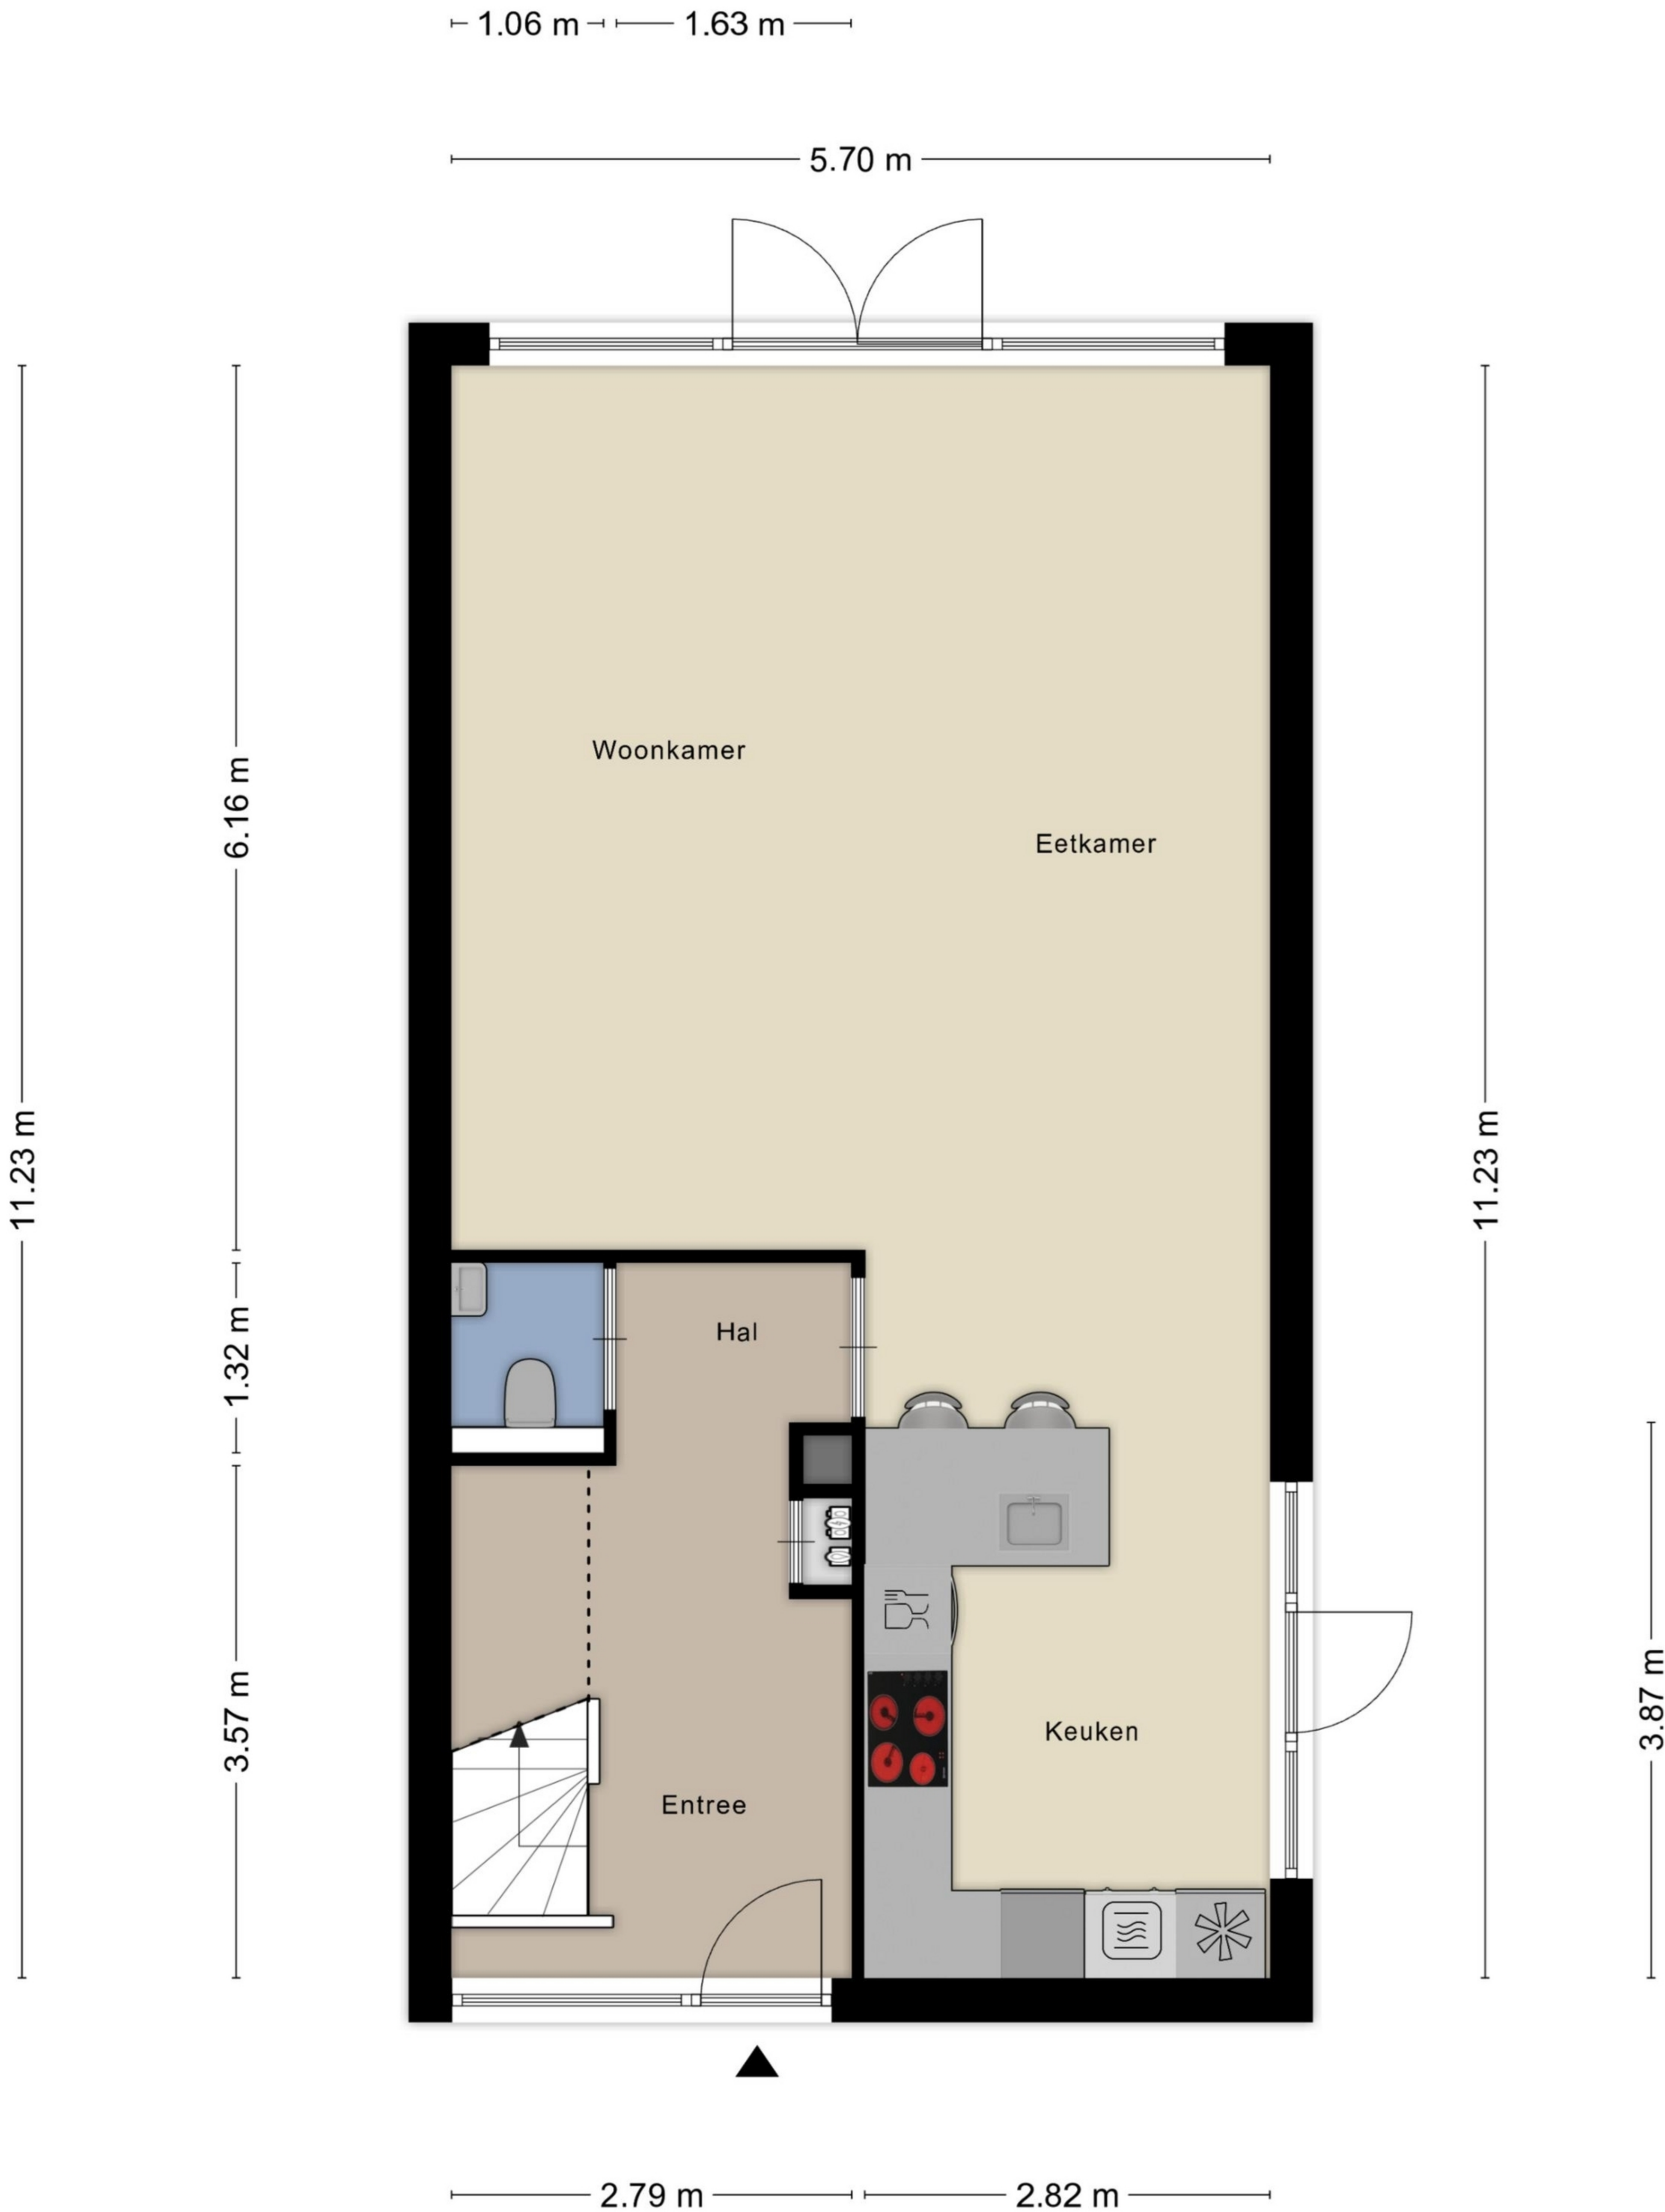 1.06 m
1.63 m
5.70 m
Woonkamer
6.16 m
Eetkamer
11.23 m
11.23 m
Hal
1.32 m
3.57 m
3.87 m
Keuken
Entree
2.79 m
2.82 m